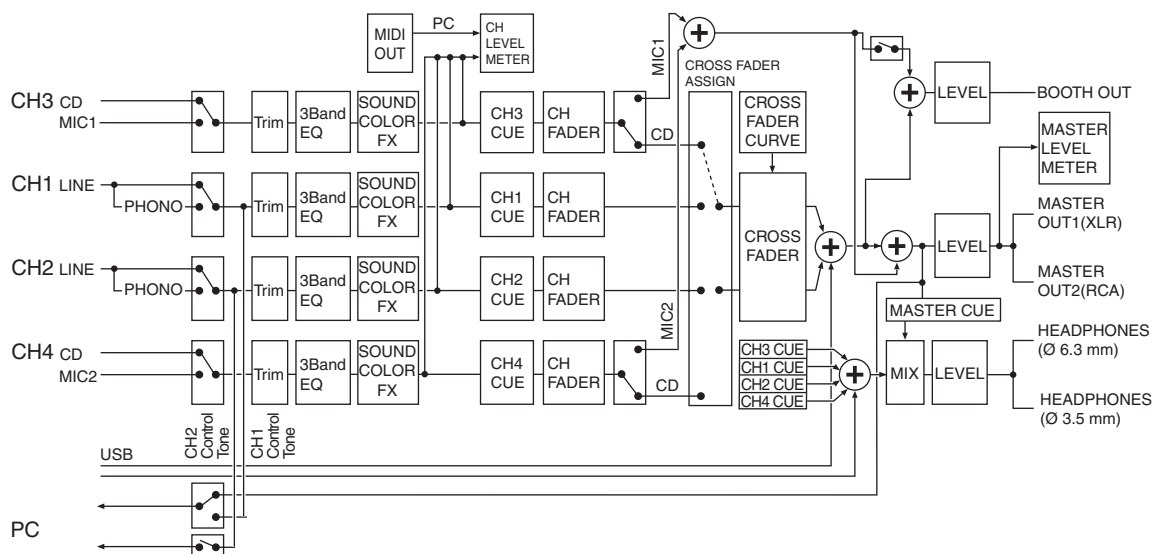 MIDI
OUT
PC
CH
LEVEL
METER
MIC1
CROSS FADER
ASSIGN
CH3 CD
MIC1
Trim
3Band
EQ
SOUND
COLOR
FX
CH3
CUE
CH
FADER
CD
CROSS
FADER
CURVE
LEVEL
BOOTH OUT
MASTER
LEVEL
METER
CH1 LINE
PHONO
Trim
3Band
EQ
SOUND
COLOR
FX
CH1
CUE
CH
FADER
CROSS
FADER
LEVEL
MASTER
OUT1(XLR)
MASTER
OUT2(RCA)
CH2 LINE
PHONO
Trim
3Band
EQ
SOUND
COLOR
FX
CH2
CUE
CH
FADER
MIC2
MASTER CUE
CH4 CD
MIC2
Trim
3Band
EQ
SOUND
COLOR
FX
CH4
CUE
CH
FADER
CD
CH3 CUE
CH1 CUE
CH2 CUE
CH4 CUE
MIX
LEVEL
HEADPHONES
(Ø 6.3 mm)
HEADPHONES
(Ø 3.5 mm)
CH2
Control
Tone
CH1
Control
Tone
USB
PC